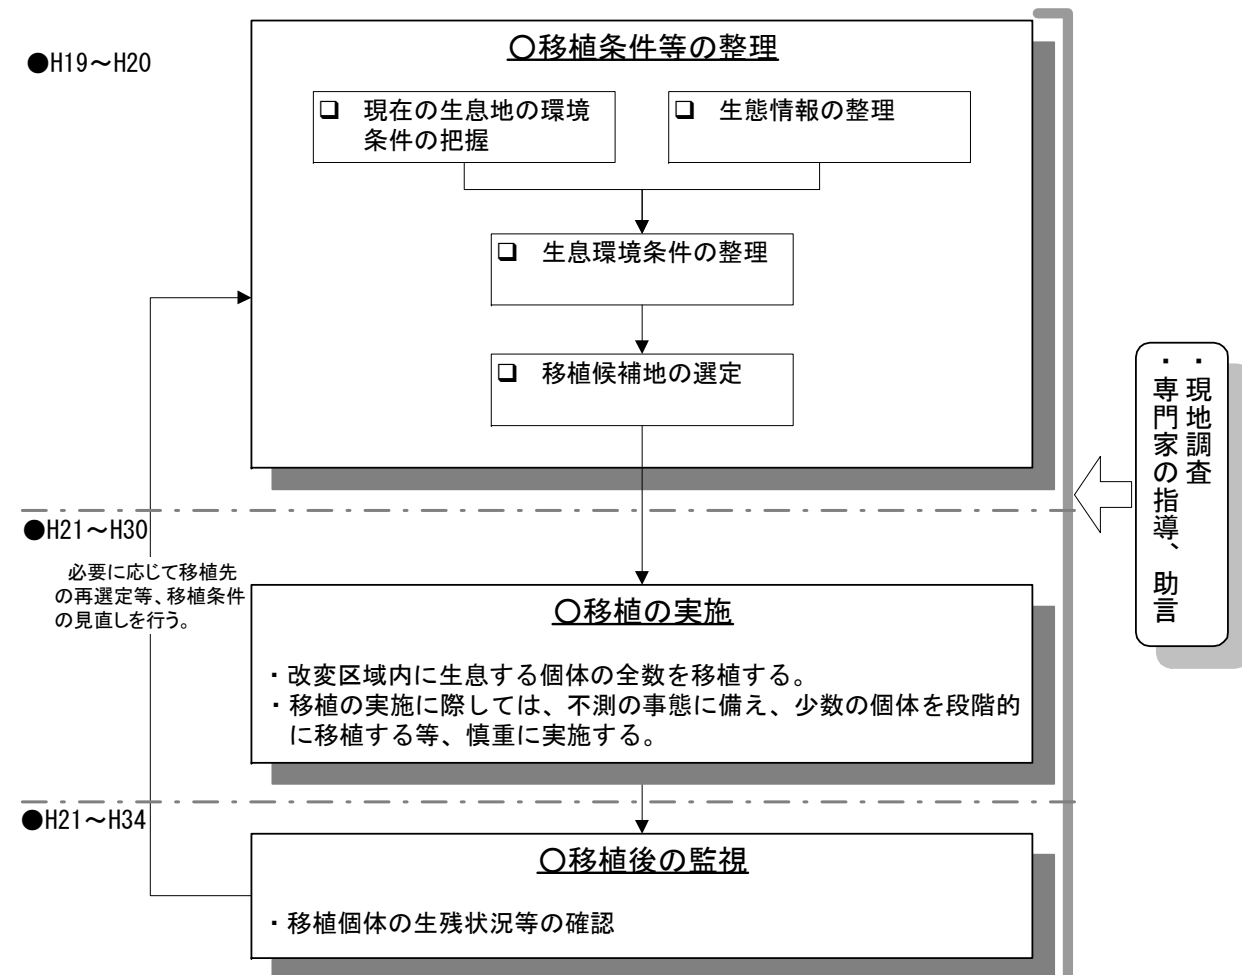 ●H19～H20
○移植条件等の整理
❑ 現在の生息地の環境
条件の把握
❑ 生態情報の整理
❑ 生息環境条件の整理
❑ 移植候補地の選定
・現地調査
・専門家の指導、助言
●H21～H30
必要に応じて移植先
の再選定等、移植条件
の見直しを行う。
○移植の実施
・改変区域内に生息する個体の全数を移植する。
・移植の実施に際しては、不測の事態に備え、少数の個体を段階的
に移植する等、慎重に実施する。
●H21～H34
○移植後の監視
・移植個体の生残状況等の確認